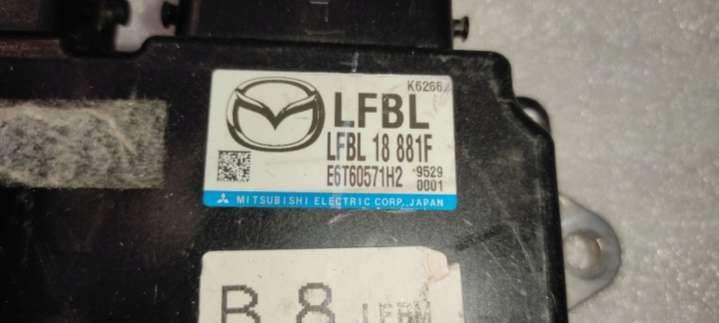 K6266
LFBL
LFBL 18 881F
E6T60571H2 9529
0001
MITSUBISHI ELECTRIC CORP., JAPAN
B 8